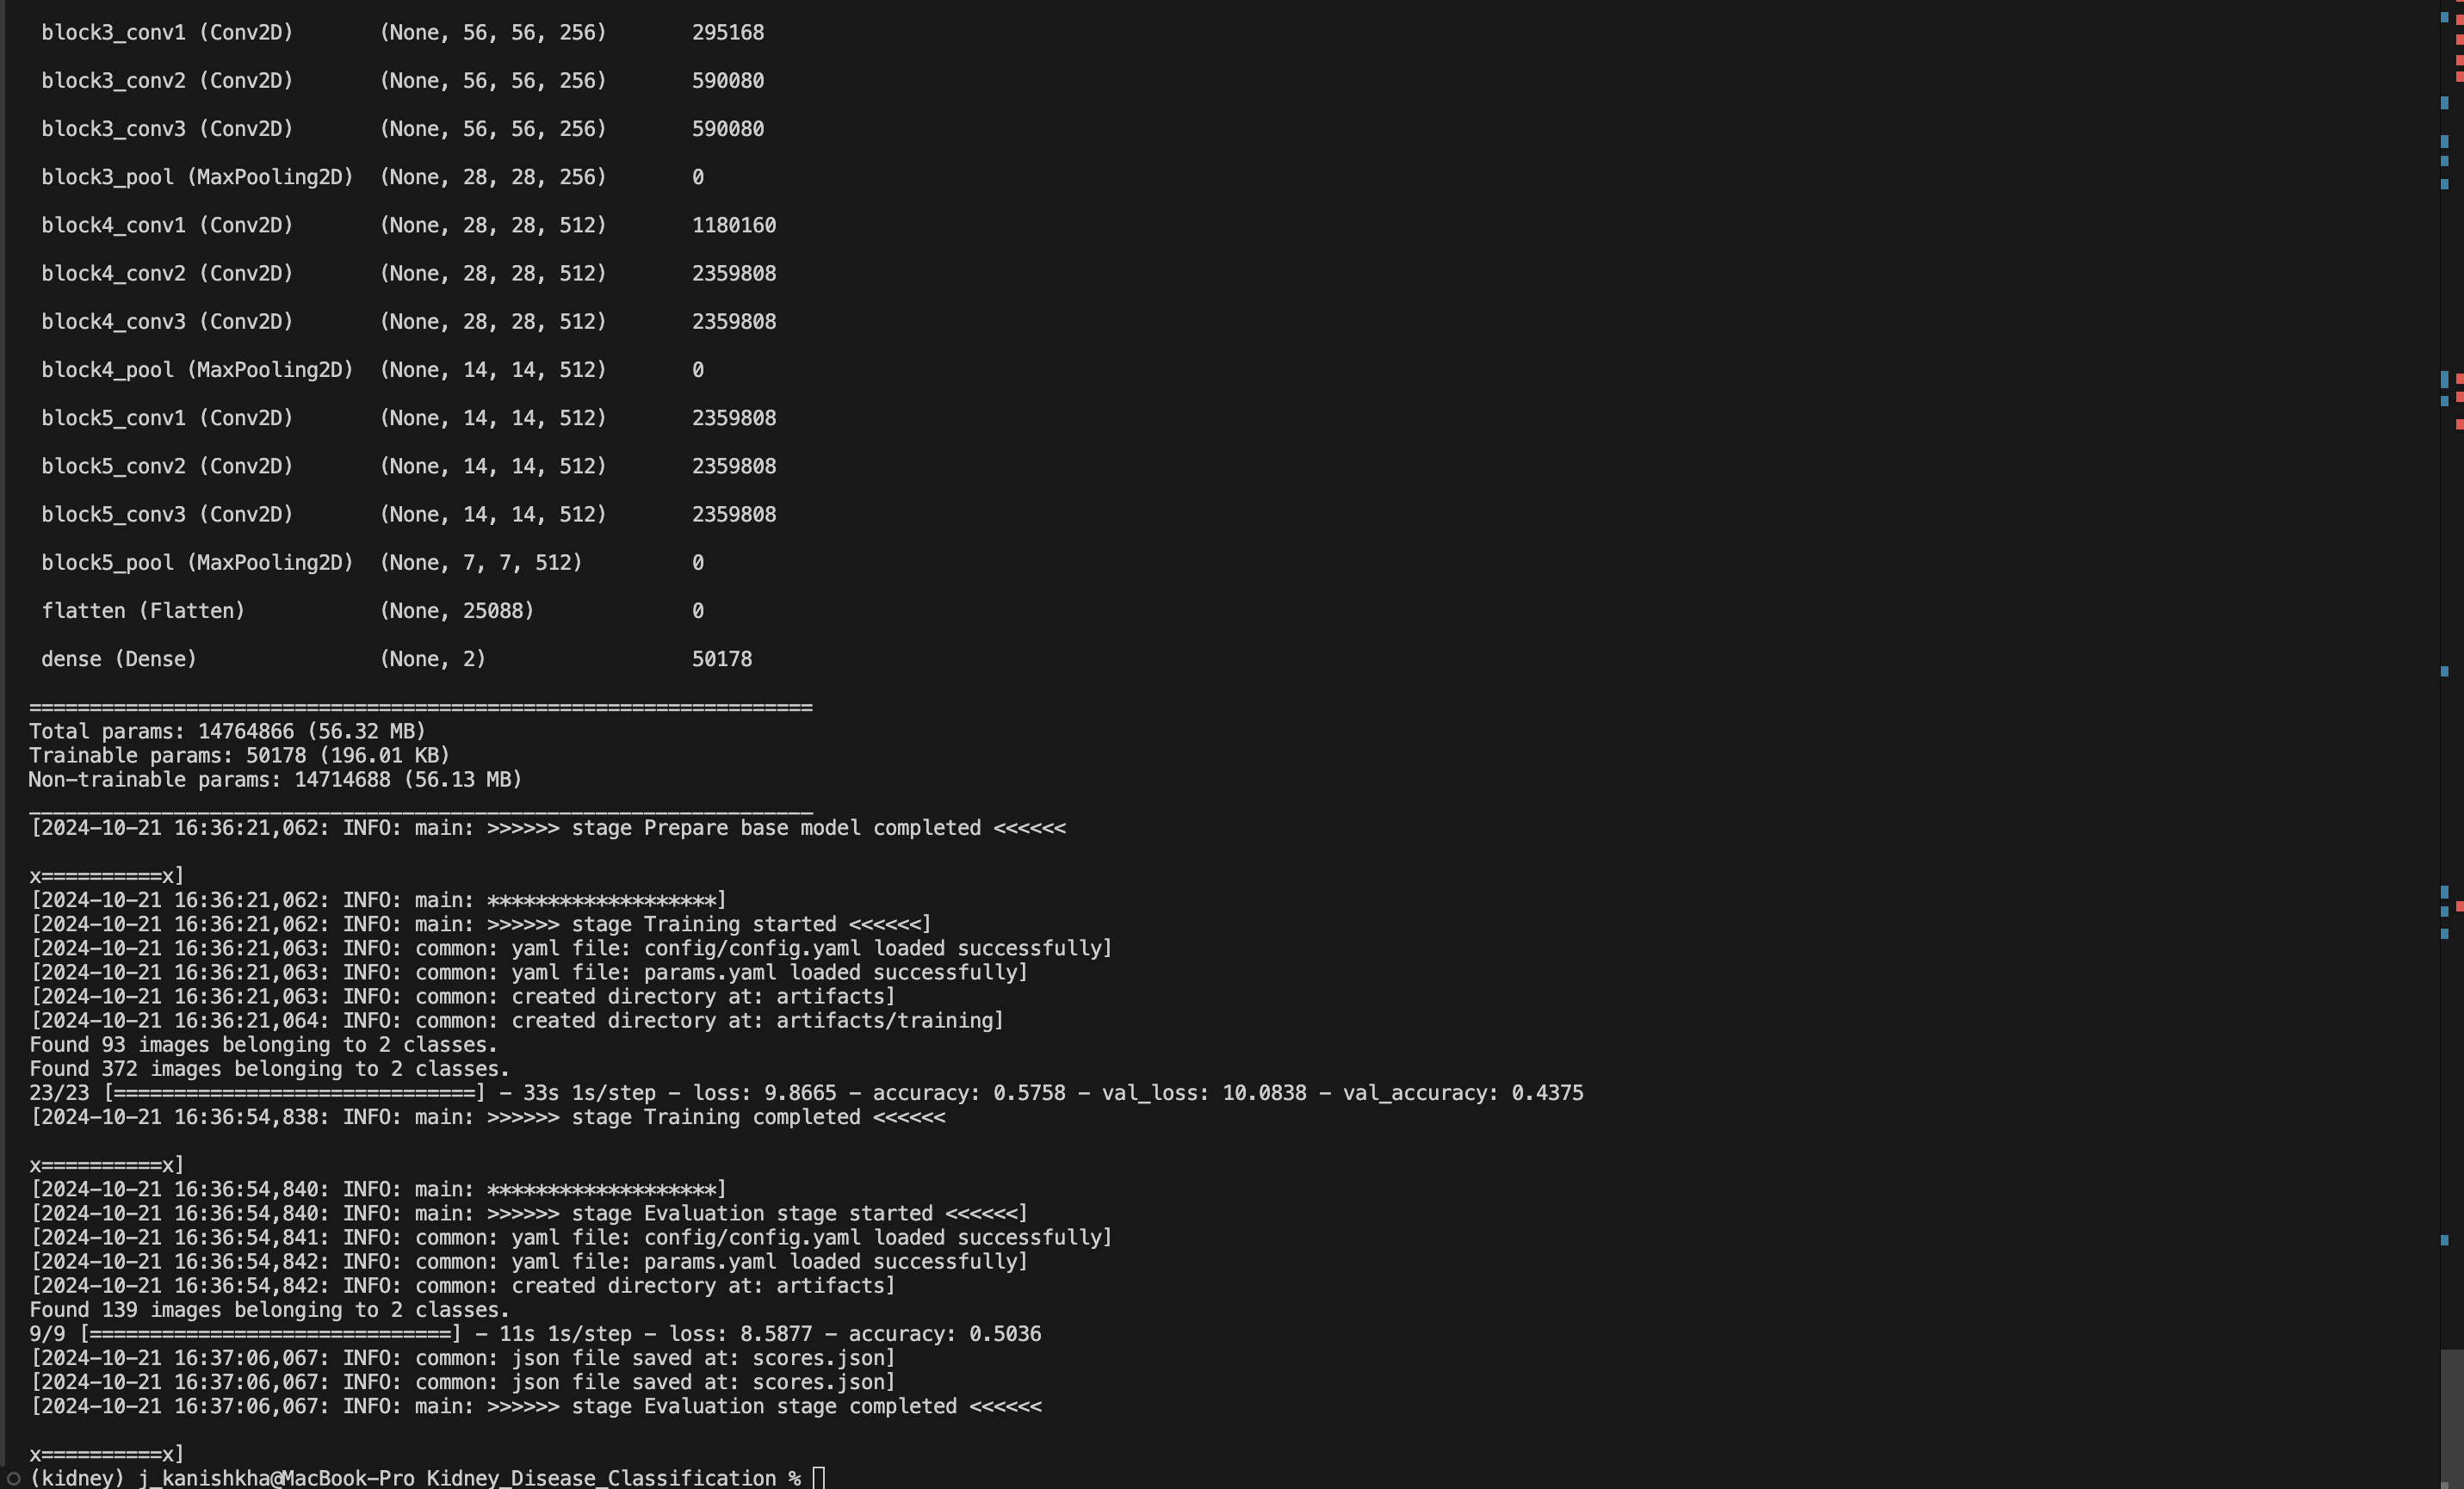 block3_conv1 (Conv2D) (None, 56, 56, 256) 295168
block3_conv2 (Conv2D) (None, 56, 56, 256) 590080
block3_conv3 (Conv2D) (None, 56, 56, 256) 590080
block3_pool (MaxPooling2D) (None, 28, 28, 256) 0
block4_conv1 (Conv2D) (None, 28, 28, 512) 1180160
block4_conv2 (Conv2D) (None, 28, 28, 512) 2359808
block4_conv3 (Conv2D) (None, 28, 28, 512) 2359808
block4_pool (MaxPooling2D) (None, 14, 14, 512) 0
block5_conv1 (Conv2D) (None, 14, 14, 512) 2359808
block5_conv2 (Conv2D) (None, 14, 14, 512) 2359808
block5_conv3 (Conv2D) (None, 14, 14, 512) 2359808
block5_pool (MaxPooling2D) (None, 7, 7, 512) 0
flatten (Flatten) (None, 25088) 0
dense (Dense) (None, 2) 50178
=================================================================
Total params: 14764866 (56.32 MB)
Trainable params: 50178 (196.01 KB)
Non-trainable params: 14714688 (56.13 MB)
_________________________________________________________________
[2024-10-21 16:36:21,062: INFO: main: >>>>>> stage Prepare base model completed <<<<<<
x==========x]
[2024-10-21 16:36:21,062: INFO: main: *******************]
[2024-10-21 16:36:21,062: INFO: main: >>>>>> stage Training started <<<<<<]
[2024-10-21 16:36:21,063: INFO: common: yaml file: config/config.yaml loaded successfully]
[2024-10-21 16:36:21,063: INFO: common: yaml file: params.yaml loaded successfully]
[2024-10-21 16:36:21,063: INFO: common: created directory at: artifacts]
[2024-10-21 16:36:21,064: INFO: common: created directory at: artifacts/training]
Found 93 images belonging to 2 classes.
Found 372 images belonging to 2 classes.
23/23 [==============================] - 33s 1s/step - loss: 9.8665 - accuracy: 0.5758 - val_loss: 10.0838 - val_accuracy: 0.4375
[2024-10-21 16:36:54,838: INFO: main: >>>>>> stage Training completed <<<<<<
x==========x]
[2024-10-21 16:36:54,840: INFO: main: *******************]
[2024-10-21 16:36:54,840: INFO: main: >>>>>> stage Evaluation stage started <<<<<<]
[2024-10-21 16:36:54,841: INFO: common: yaml file: config/config.yaml loaded successfully]
[2024-10-21 16:36:54,842: INFO: common: yaml file: params.yaml loaded successfully]
[2024-10-21 16:36:54,842: INFO: common: created directory at: artifacts]
Found 139 images belonging to 2 classes.
9/9 [==============================] - 11s 1s/step - loss: 8.5877 - accuracy: 0.5036
[2024-10-21 16:37:06,067: INFO: common: json file saved at: scores.json]
[2024-10-21 16:37:06,067: INFO: common: json file saved at: scores.json]
[2024-10-21 16:37:06,067: INFO: main: >>>>>> stage Evaluation stage completed <<<<<<
x==========x]
(kidney) j_kanishkha@MacBook-Pro Kidney_Disease_Classification %